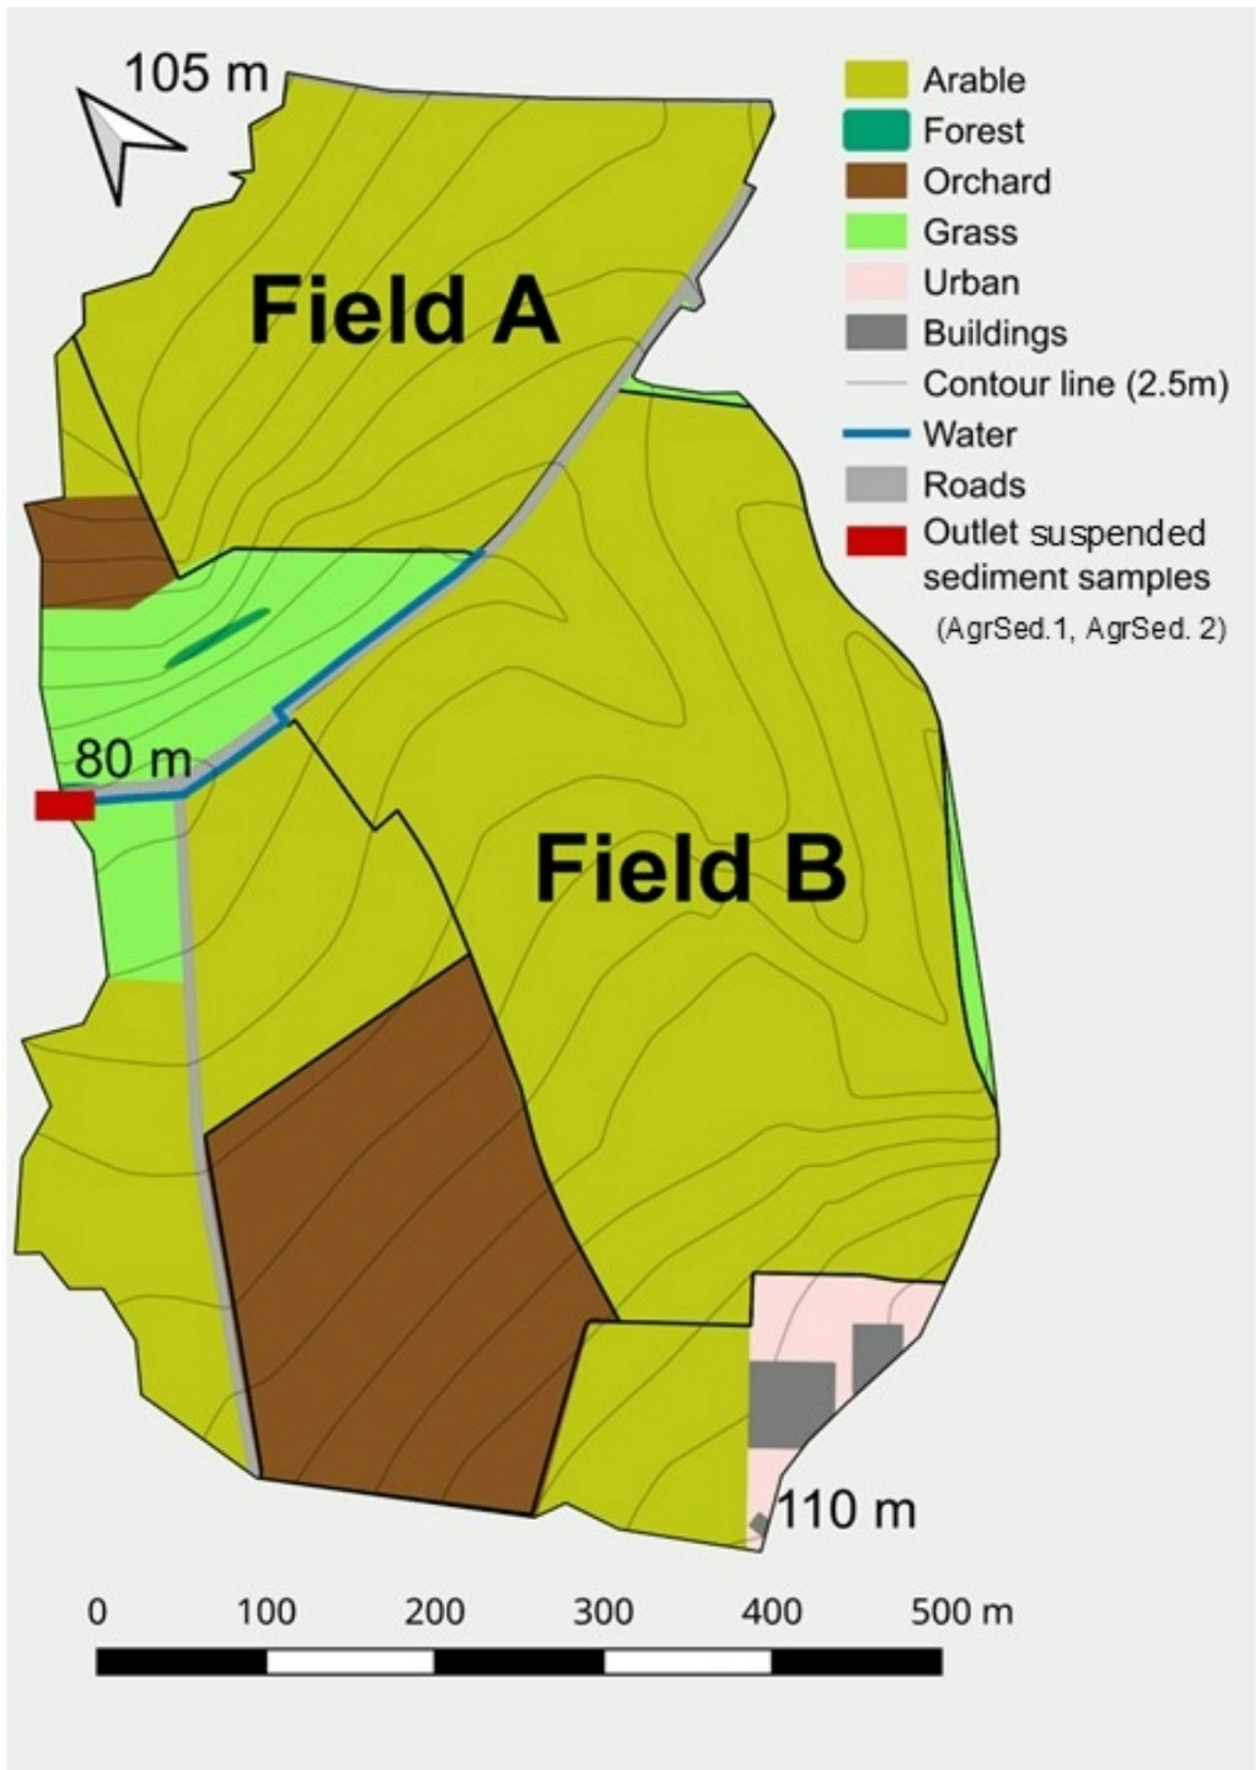 105 m
Arable
Forest
Orchard
Grass
Urban
Buildings
Contour line (2.5m)
Water
Roads
Outlet suspended
sediment samples
(AgrSed.1, AgrSed. 2)
Field A
80 m
Field B
110 m
0 100 200 300 400 500 m